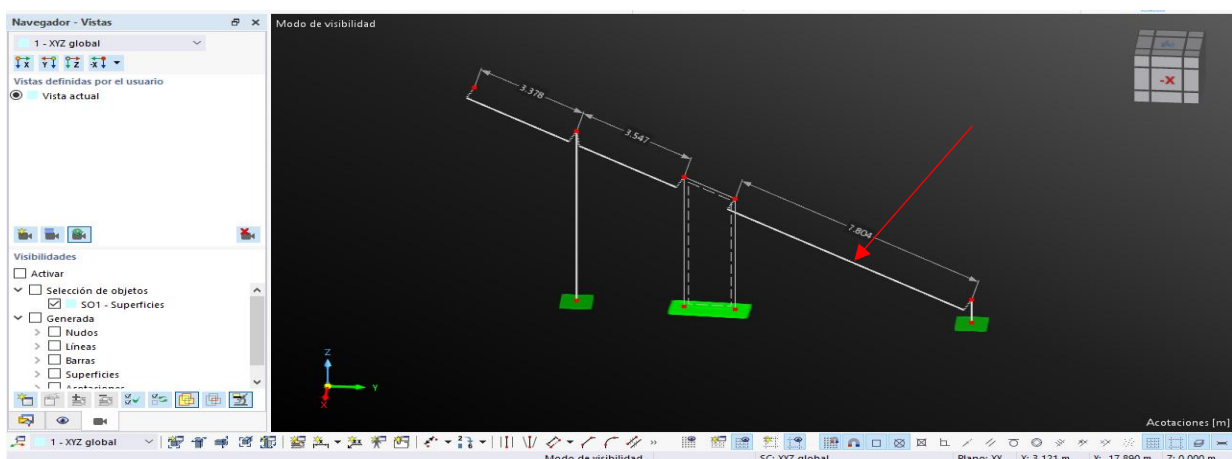 Navegador - Vistas
1 - XYZ global
Vistas definidas por el usuario
Vista actual
Visibilidades
Activar
Selección de objetos
SO1 - Superficies
Generada
Nudos
Líneas
Barras
Superficies
Acotaciones
Modo de visibilidad
3.378
3.547
7.804
-X
Z
Y
X
Acotaciones [m]
1 - XYZ global
Modo de visibilidad
SC: XYZ global
Plano: XY
X: 3.121 m
Y: -17.890 m
Z: 0.000 m